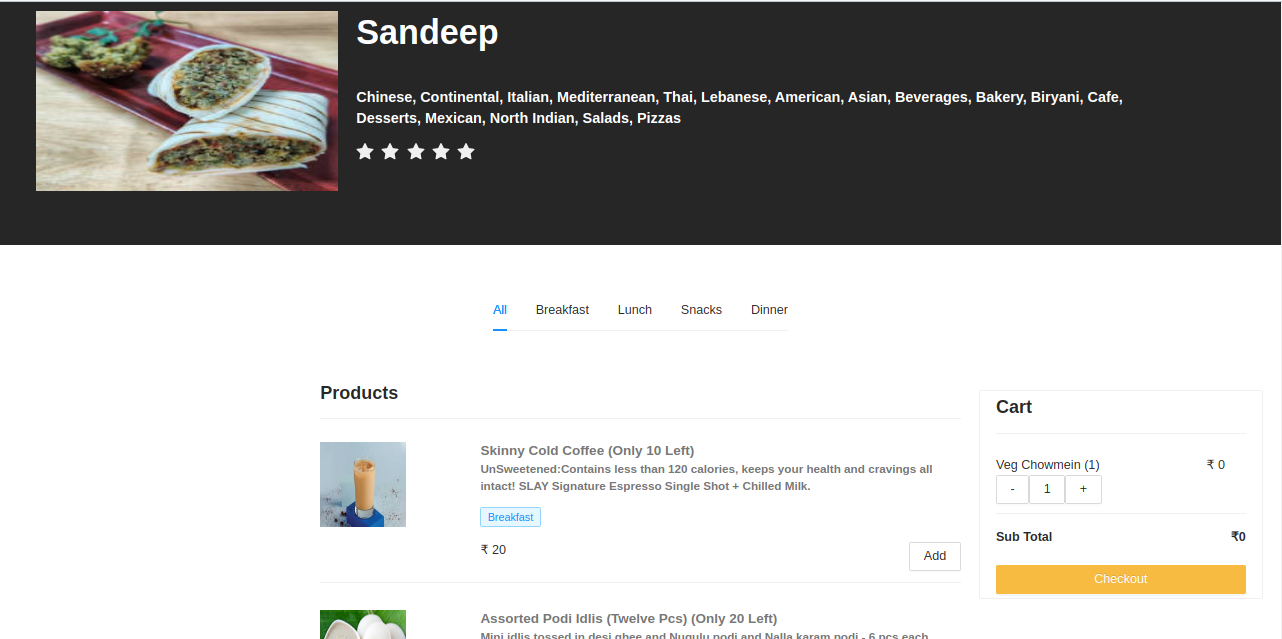 Sandeep
Chinese, Continental, Italian, Mediterranean, Thai, Lebanese, American, Asian, Beverages, Bakery, Biryani, Cafe,
Desserts, Mexican, North Indian, Salads, Pizzas
All Breakfast Lunch Snacks Dinner
Products
Skinny Cold Coffee (Only 10 Left)
UnSweetened:Contains less than 120 calories, keeps your health and cravings all
intact! SLAY Signature Espresso Single Shot + Chilled Milk.
Breakfast
₹ 20
Add
Assorted Podi Idlis (Twelve Pcs) (Only 20 Left)
Mini idlis tossed in desi ghee and Nugulu podi and Nalla karam podi - 6 pcs each
Cart
Veg Chowmein (1) ₹ 0
- 1 +
Sub Total ₹0
Checkout